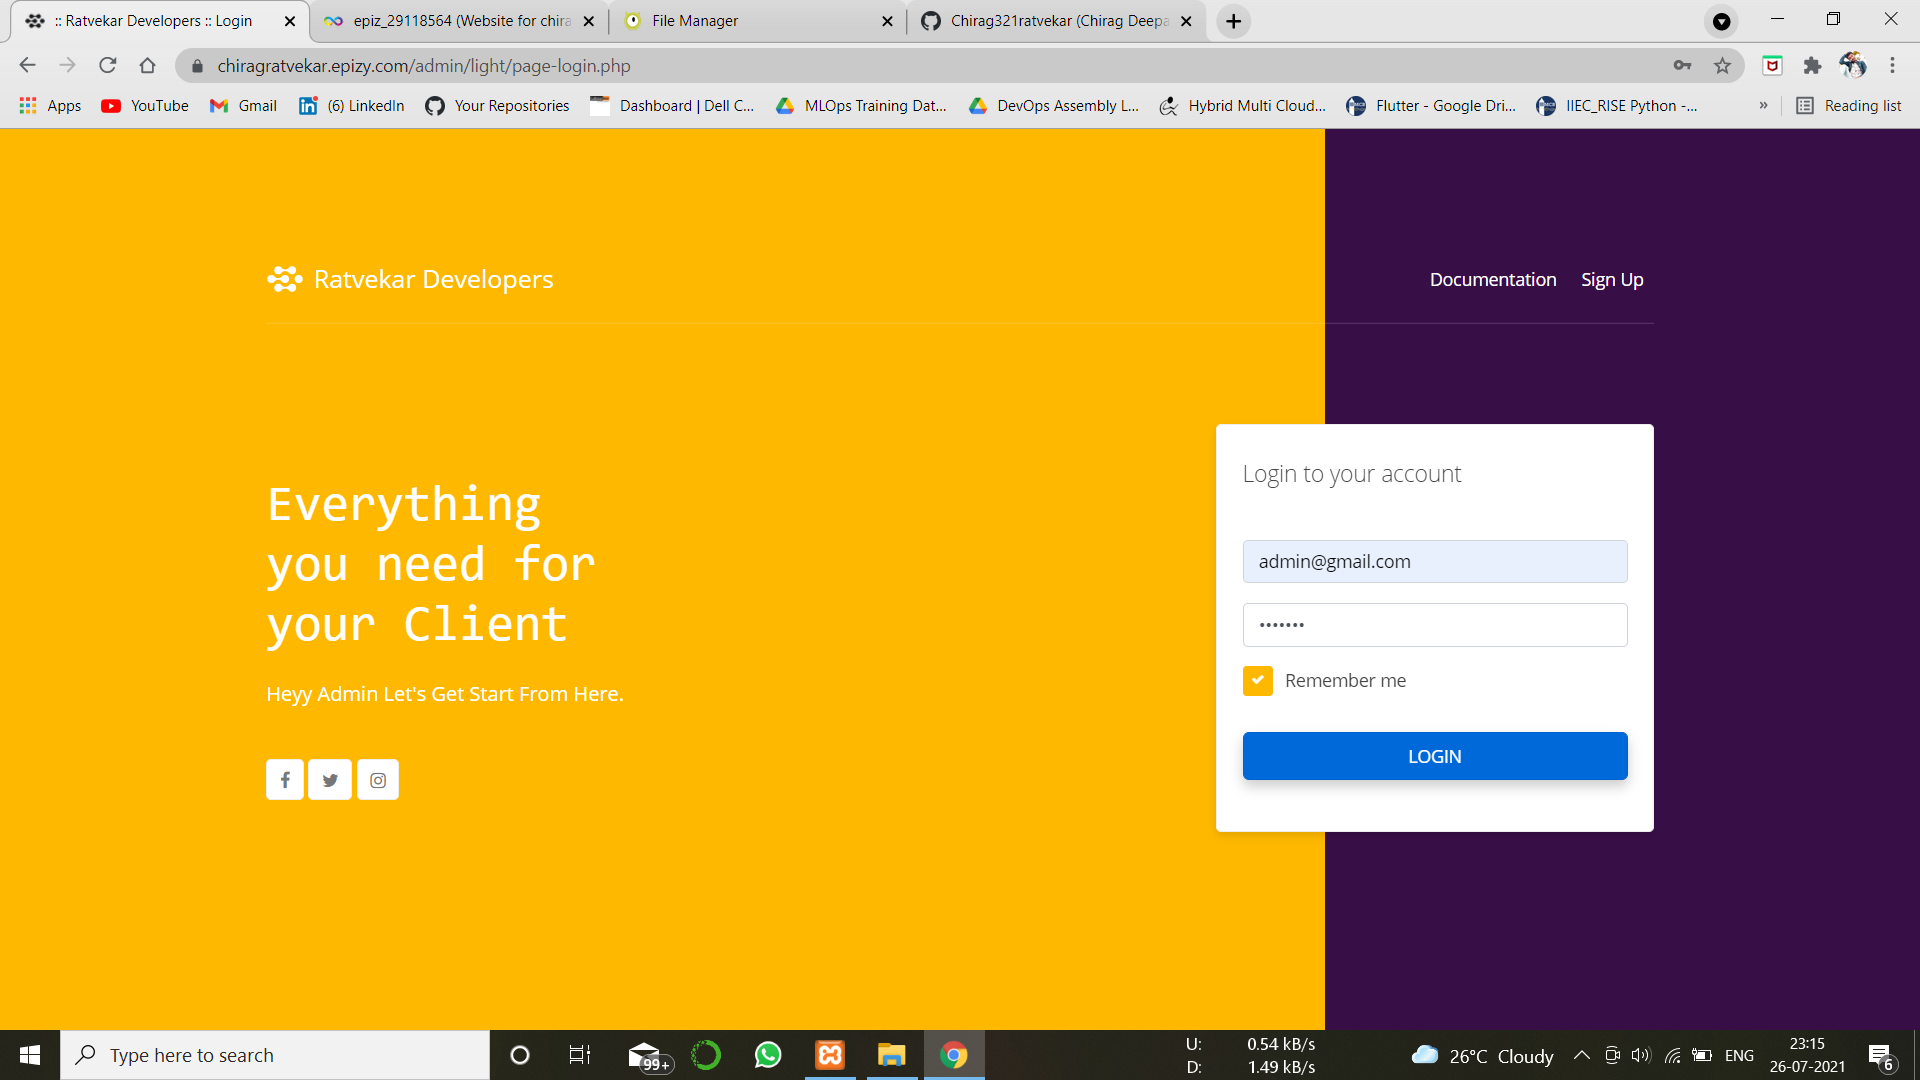 :: Ratvekar Developers :: Login
epiz_29118564 (Website for chira
File Manager
Chirag321ratvekar (Chirag Deepa
chiragratvekar.epizy.com/admin/light/page-login.php
Apps
YouTube
Gmail
(6) LinkedIn
Your Repositories
Dashboard | Dell C...
MLOps Training Dat...
DevOps Assembly L...
Hybrid Multi Cloud...
Flutter - Google Dri...
IIEC_RISE Python -...
»
Reading list
Ratvekar Developers
Documentation
Sign Up
Everything
you need for
your Client
Heyy Admin Let's Get Start From Here.
Login to your account
admin@gmail.com
•••••••
Remember me
LOGIN
Type here to search
99+
U: 0.54 kB/s
D: 1.49 kB/s
26°C Cloudy
ENG
23:15
26-07-2021
6